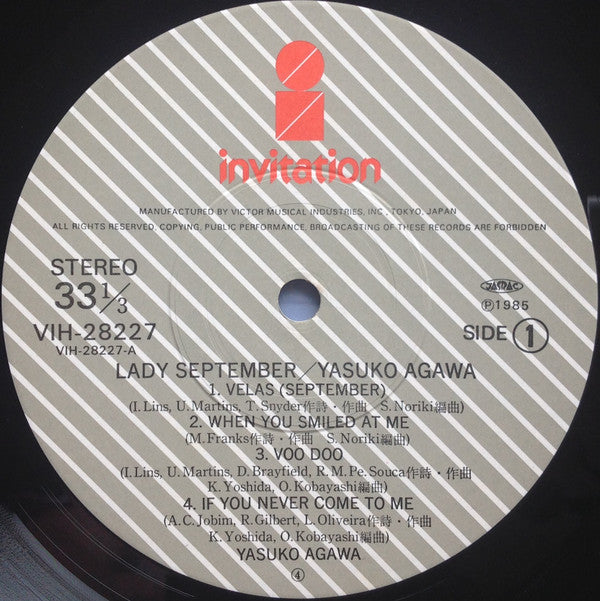 invitation
MANUFACTURED BY VICTOR MUSICAL INDUSTRIES, INC., TOKYO, JAPAN
ALL RIGHTS RESERVED, COPYING, PUBLIC PERFORMANCE, BROADCASTING OF THESE RECORDS ARE FORBIDDEN
STEREO
33 1/3
VIH-28227
VIH-28227-A
JASRAC
Ⓟ1985
SIDE 1
LADY SEPTEMBER/YASUKO AGAWA
1. VELAS (SEPTEMBER)
(I. Lins, U. Martins, T. Snyder作詩・作曲 S. Noriki編曲)
2. WHEN YOU SMILED AT ME
(M. Franks作詩・作曲 S. Noriki編曲)
3. VOO DOO
(I. Lins, U. Martins, D. Brayfield, R. M. Pe. Souca作詩・作曲
K. Yoshida, O. Kobayashi編曲)
4. IF YOU NEVER COME TO ME
(A. C. Jobim, R. Gilbert, L. Oliveira作詩・作曲
K. Yoshida, O. Kobayashi編曲)
YASUKO AGAWA
④